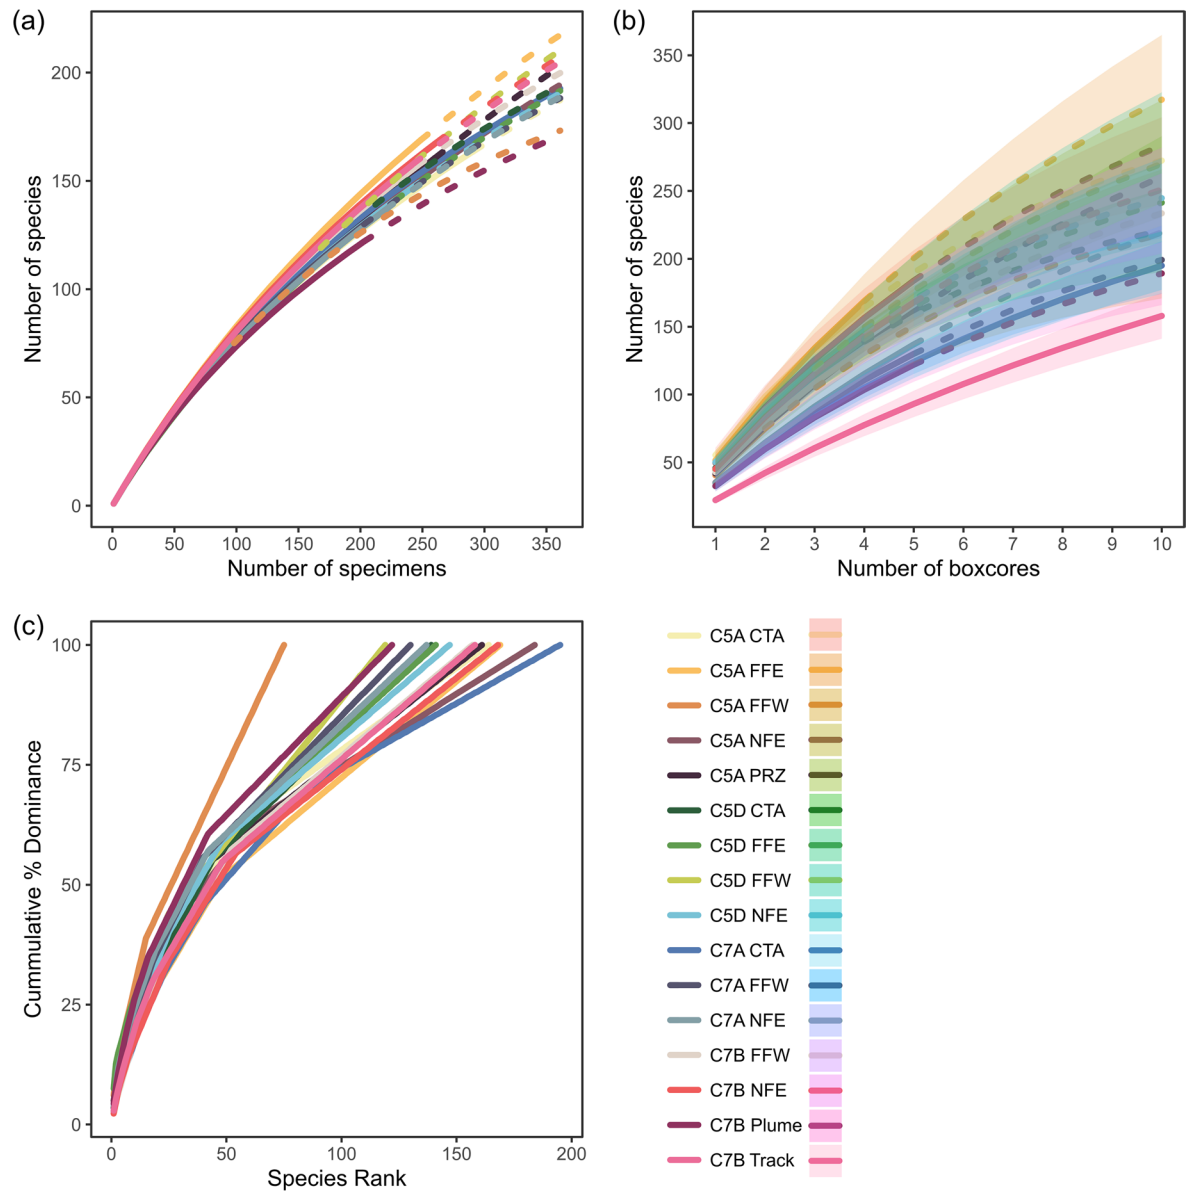 (a)
Number of species
200
150
100
50
0
0 50 100 150 200 250 300 350
Number of specimens
(b)
Number of species
350
300
250
200
150
100
50
1 2 3 4 5 6 7 8 9 10
Number of boxcores
(c)
Cummulative % Dominance
100
75
50
25
0
0 50 100 150 200
Species Rank
C5A CTA
C5A FFE
C5A FFW
C5A NFE
C5A PRZ
C5D CTA
C5D FFE
C5D FFW
C5D NFE
C7A CTA
C7A FFW
C7A NFE
C7B FFW
C7B NFE
C7B Plume
C7B Track